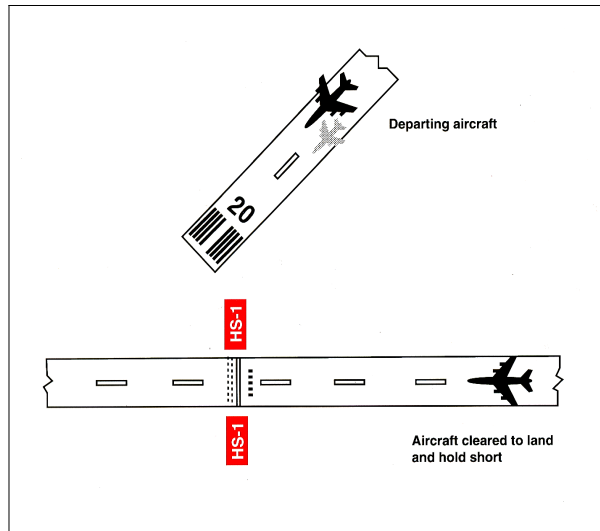 Departing aircraft
20
HS-1
HS-1
Aircraft cleared to land
and hold short